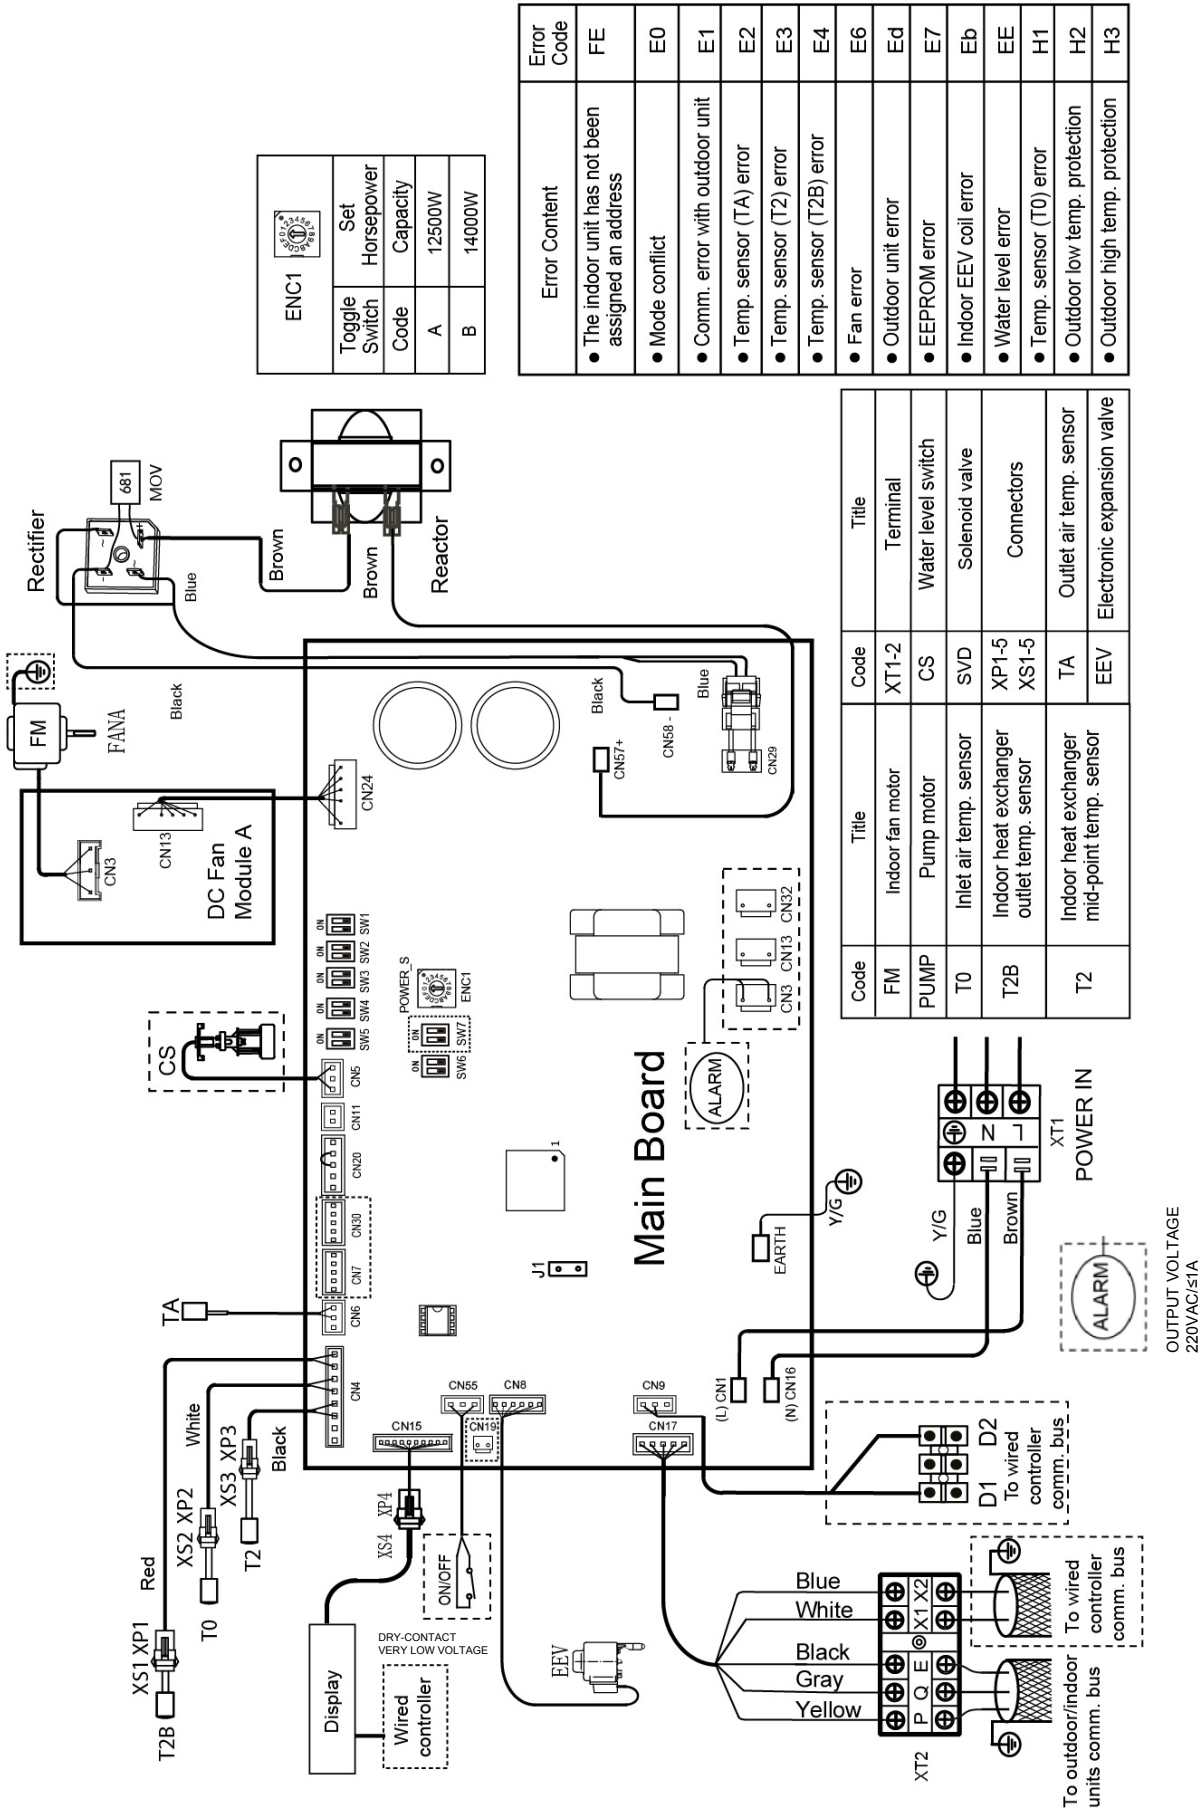 Rectifier
681
MOV
Brown
Blue
Brown
Reactor
FM
FANA
Black
CN3
CN13
DC Fan
Module A
CN24
Black
CN58 -
CN57+
Blue
CN29
CS
ON
SW1
ON
SW2
ON
SW3
ON
SW4
ON
SW5
POWER_S
ENC1
ON
SW7
ON
SW6
CN5
CN11
CN20
CN30
CN7
CN6
CN4
TA
Red
White
Black
XS1 XP1
T2B
XS2 XP2
T0
XS3 XP3
T2
1
J1
Main Board
ALARM
CN3
CN13
CN32
EARTH
Y/G
CN15
CN55
CN19
CN8
CN9
CN17
(L) CN1
(N) CN16
XS4 XP4
Display
Wired
controller
ON/OFF
DRY-CONTACT
VERY LOW VOLTAGE
EEV
Blue
White
Black
Gray
Yellow
P Q E X1 X2
XT2
To outdoor/indoor
units comm. bus
To wired
controller
comm. bus
D1 D2
To wired
controller
comm. bus
Y/G
Blue
Brown
N
L
XT1
POWER IN
ALARM
OUTPUT VOLTAGE
220VAC/≤1A
ENC1
0123456789ABCDEF
Toggle
Switch
Set
Horsepower
Code Capacity
A 12500W
B 14000W
Error Content
Error
Code
● The indoor unit has not been
assigned an address
FE
● Mode conflict E0
● Comm. error with outdoor unit E1
● Temp. sensor (TA) error E2
● Temp. sensor (T2) error E3
● Temp. sensor (T2B) error E4
● Fan error E6
● Outdoor unit error Ed
● EEPROM error E7
● Indoor EEV coil error Eb
● Water level error EE
● Temp. sensor (T0) error H1
● Outdoor low temp. protection H2
● Outdoor high temp. protection H3
Code Title Code Title
FM Indoor fan motor XT1-2 Terminal
PUMP Pump motor CS Water level switch
T0 Inlet air temp. sensor SVD Solenoid valve
T2B
Indoor heat exchanger
outlet temp. sensor
XP1-5
XS1-5
Connectors
T2
Indoor heat exchanger
mid-point temp. sensor
TA Outlet air temp. sensor
EEV Electronic expansion valve